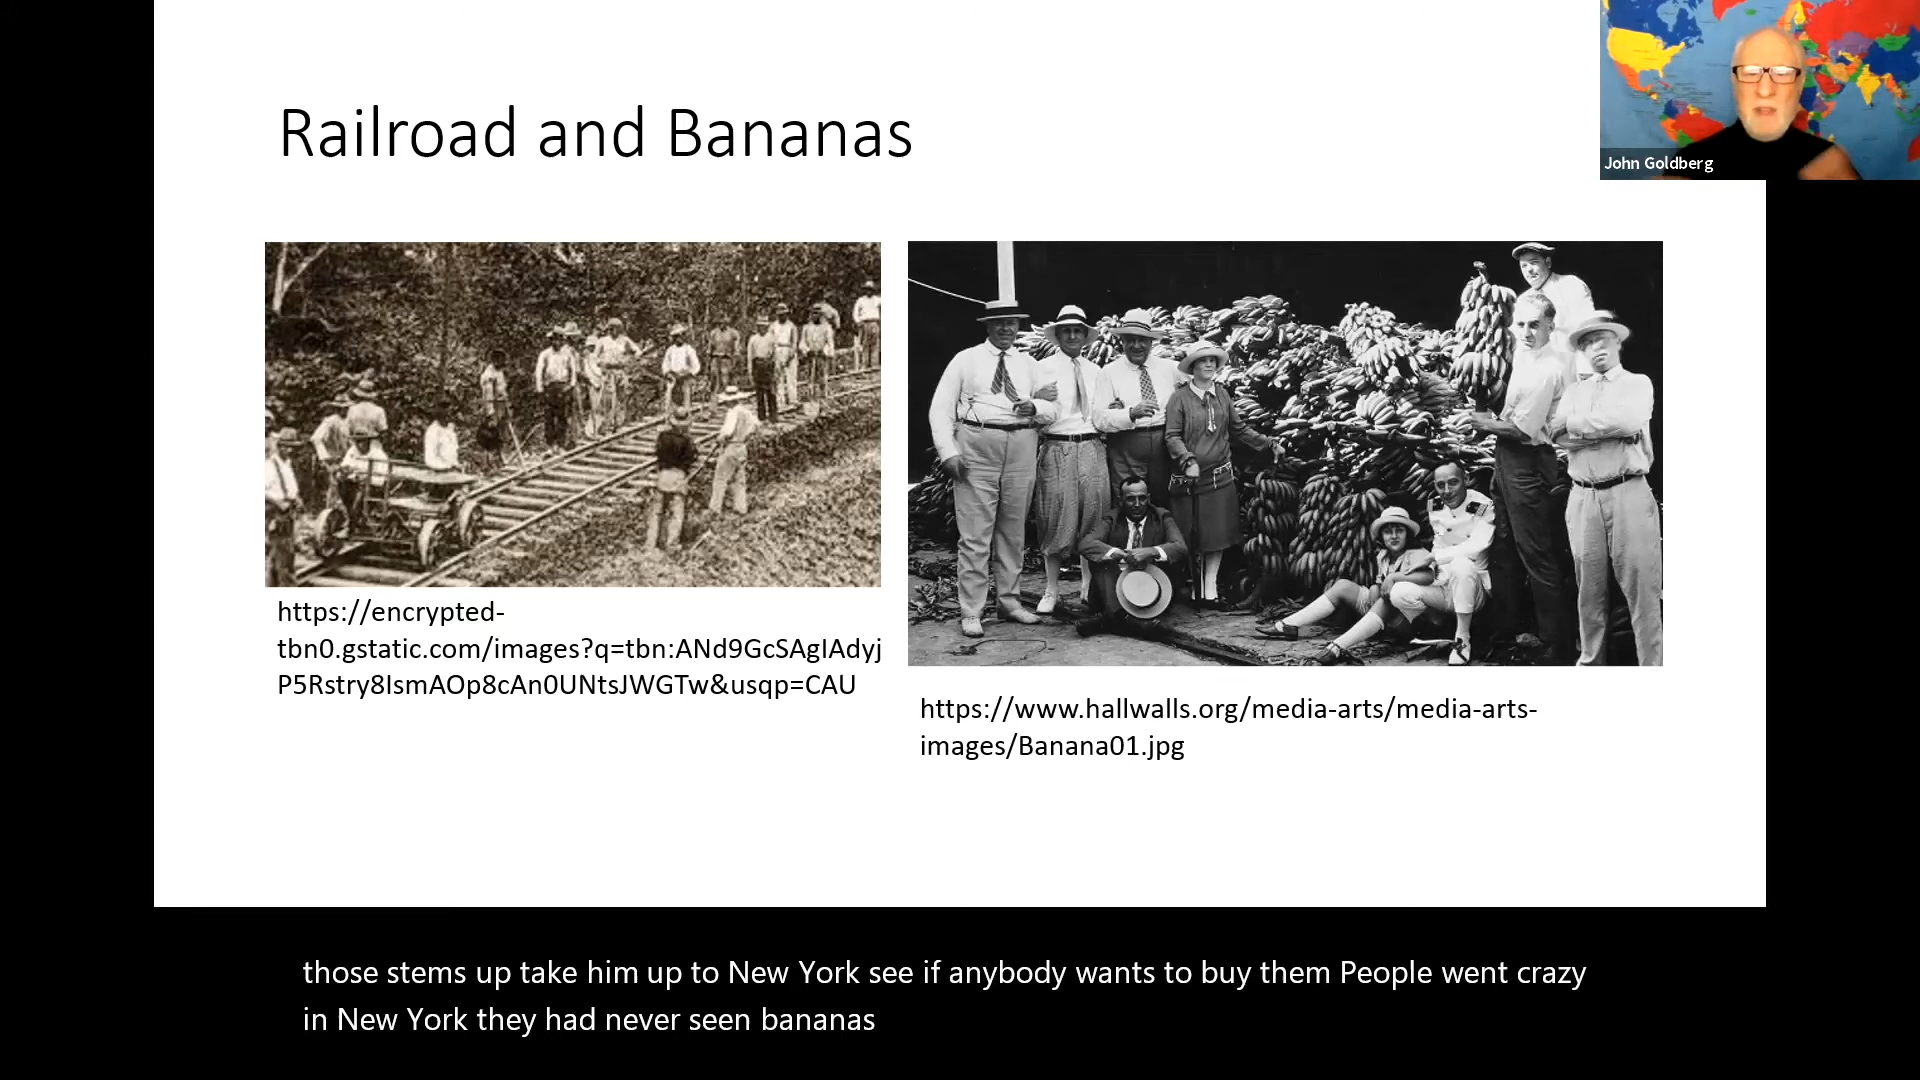 Railroad and Bananas
John Goldberg
https://encrypted-
tbn0.gstatic.com/images?q=tbn:ANd9GcSAgIAdyj
P5Rstry8IsmAOp8cAn0UNtsJWGTw&usqp=CAU
https://www.hallwalls.org/media-arts/media-arts-
images/Banana01.jpg
those stems up take him up to New York see if anybody wants to buy them People went crazy
in New York they had never seen bananas